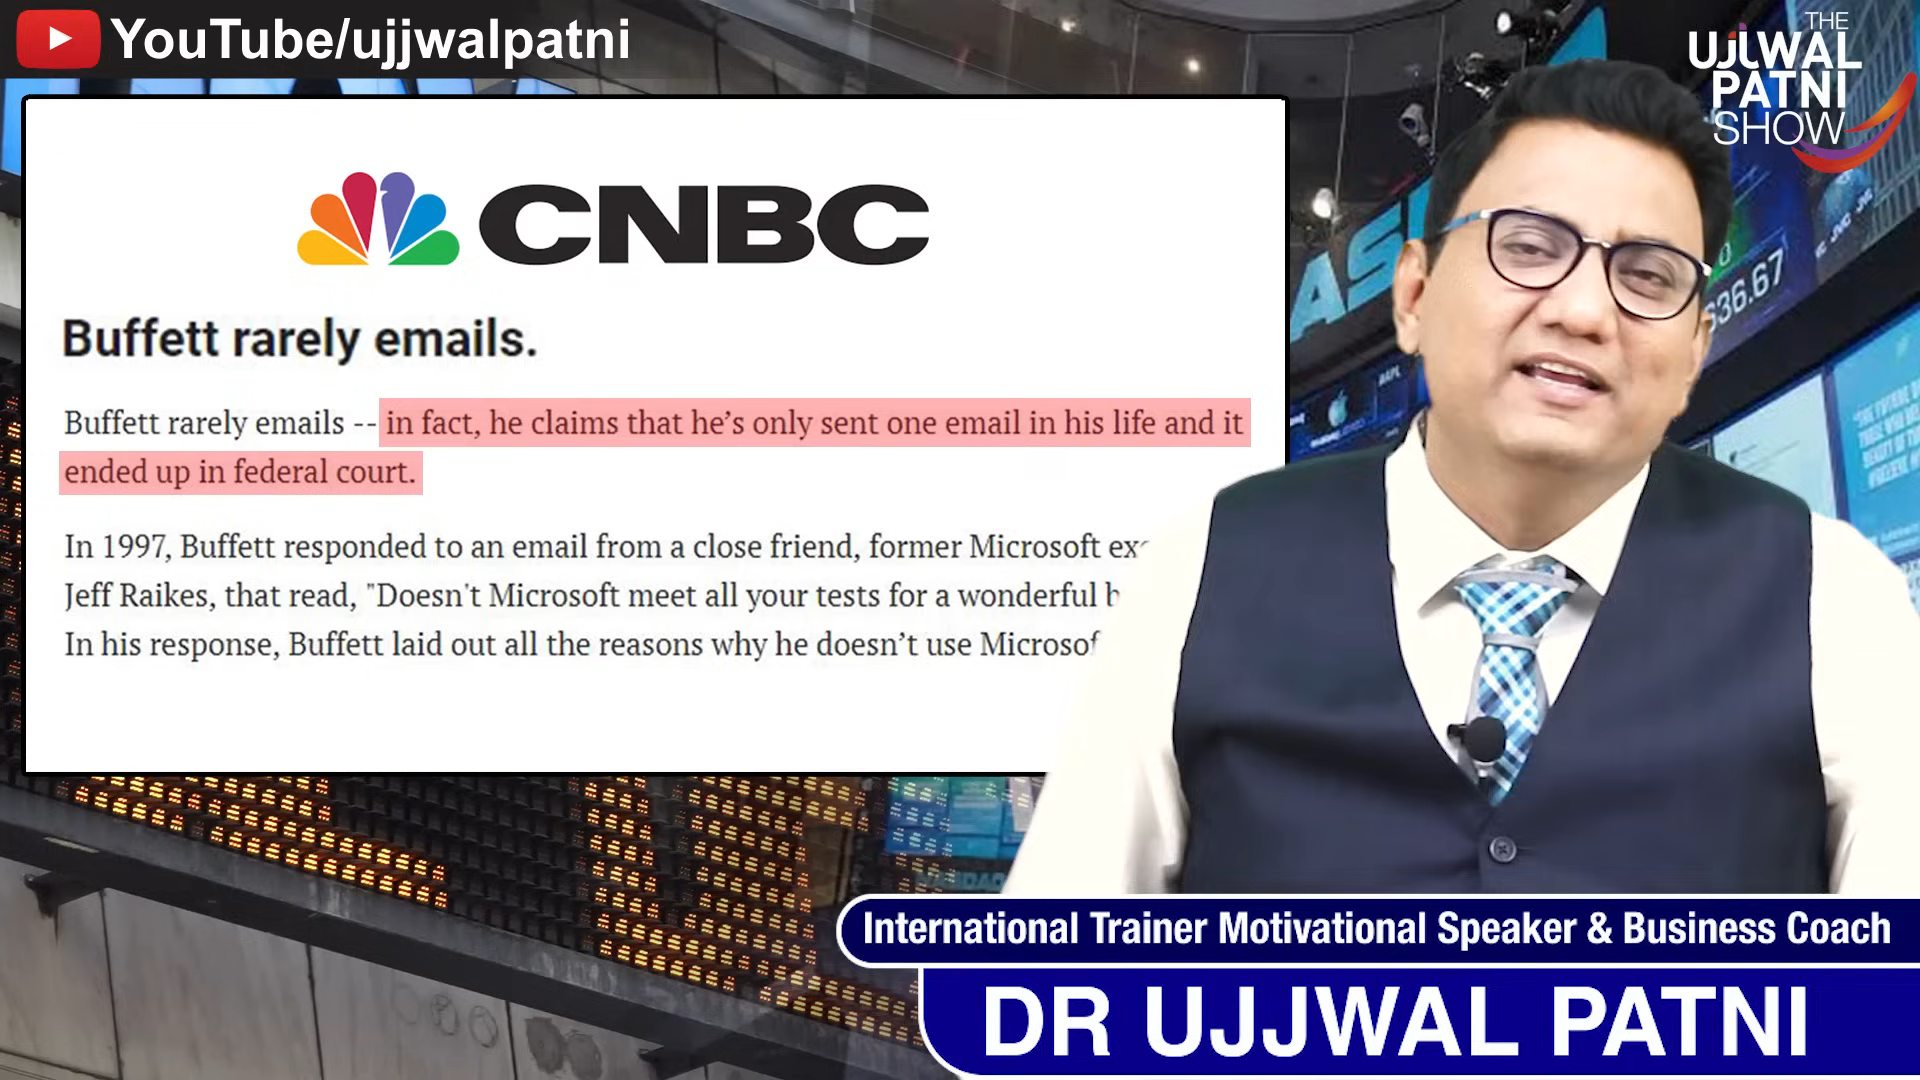 YouTube/ujjwalpatni
THE
UJJWAL
PATNI
SHOW
CNBC
Buffett rarely emails.
Buffett rarely emails -- in fact, he claims that he’s only sent one email in his life and it
ended up in federal court.
In 1997, Buffett responded to an email from a close friend, former Microsoft
Jeff Raikes, that read, "Doesn't Microsoft meet all your tests for a wonderful
In his response, Buffett laid out all the reasons why he doesn’t use
AAPL
336.67
NASDAQ
International Trainer Motivational Speaker & Business Coach
DR UJJWAL PATNI